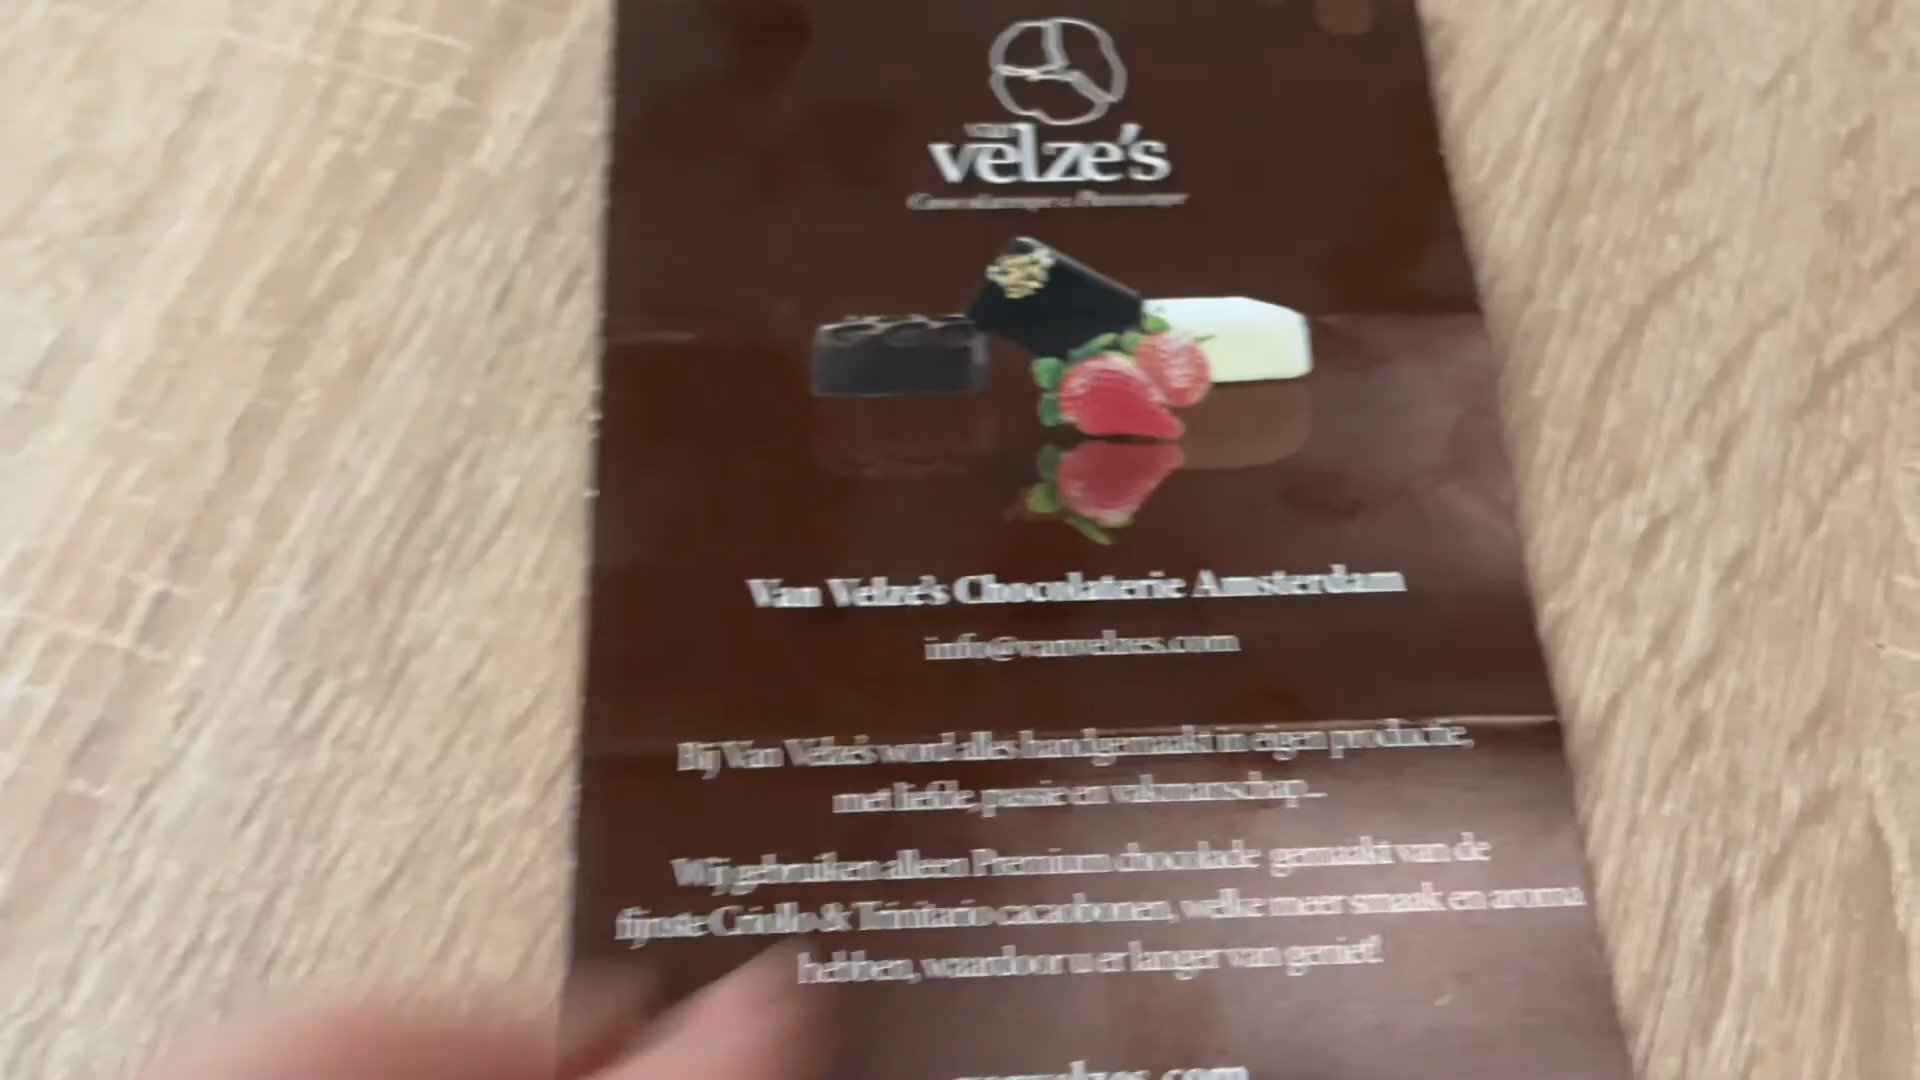 van
velze's
Van Velze's Chocolaterie Amsterdam
info@vanvelzes.com
Bij Van Velze's word alles handgemaakt in eigen productie,
met liefde, passie en vakmanschap...
Wij gebruiken alleen Premium chocolade gemaakt van de
fijnste Criollo & Trinitario cacaobonen, welke meer smaak en aroma
hebben, waardoor u er langer van geniet!